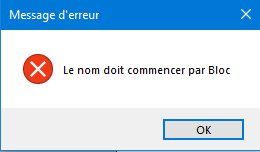 Message d'erreur
Le nom doit commencer par Bloc
OK